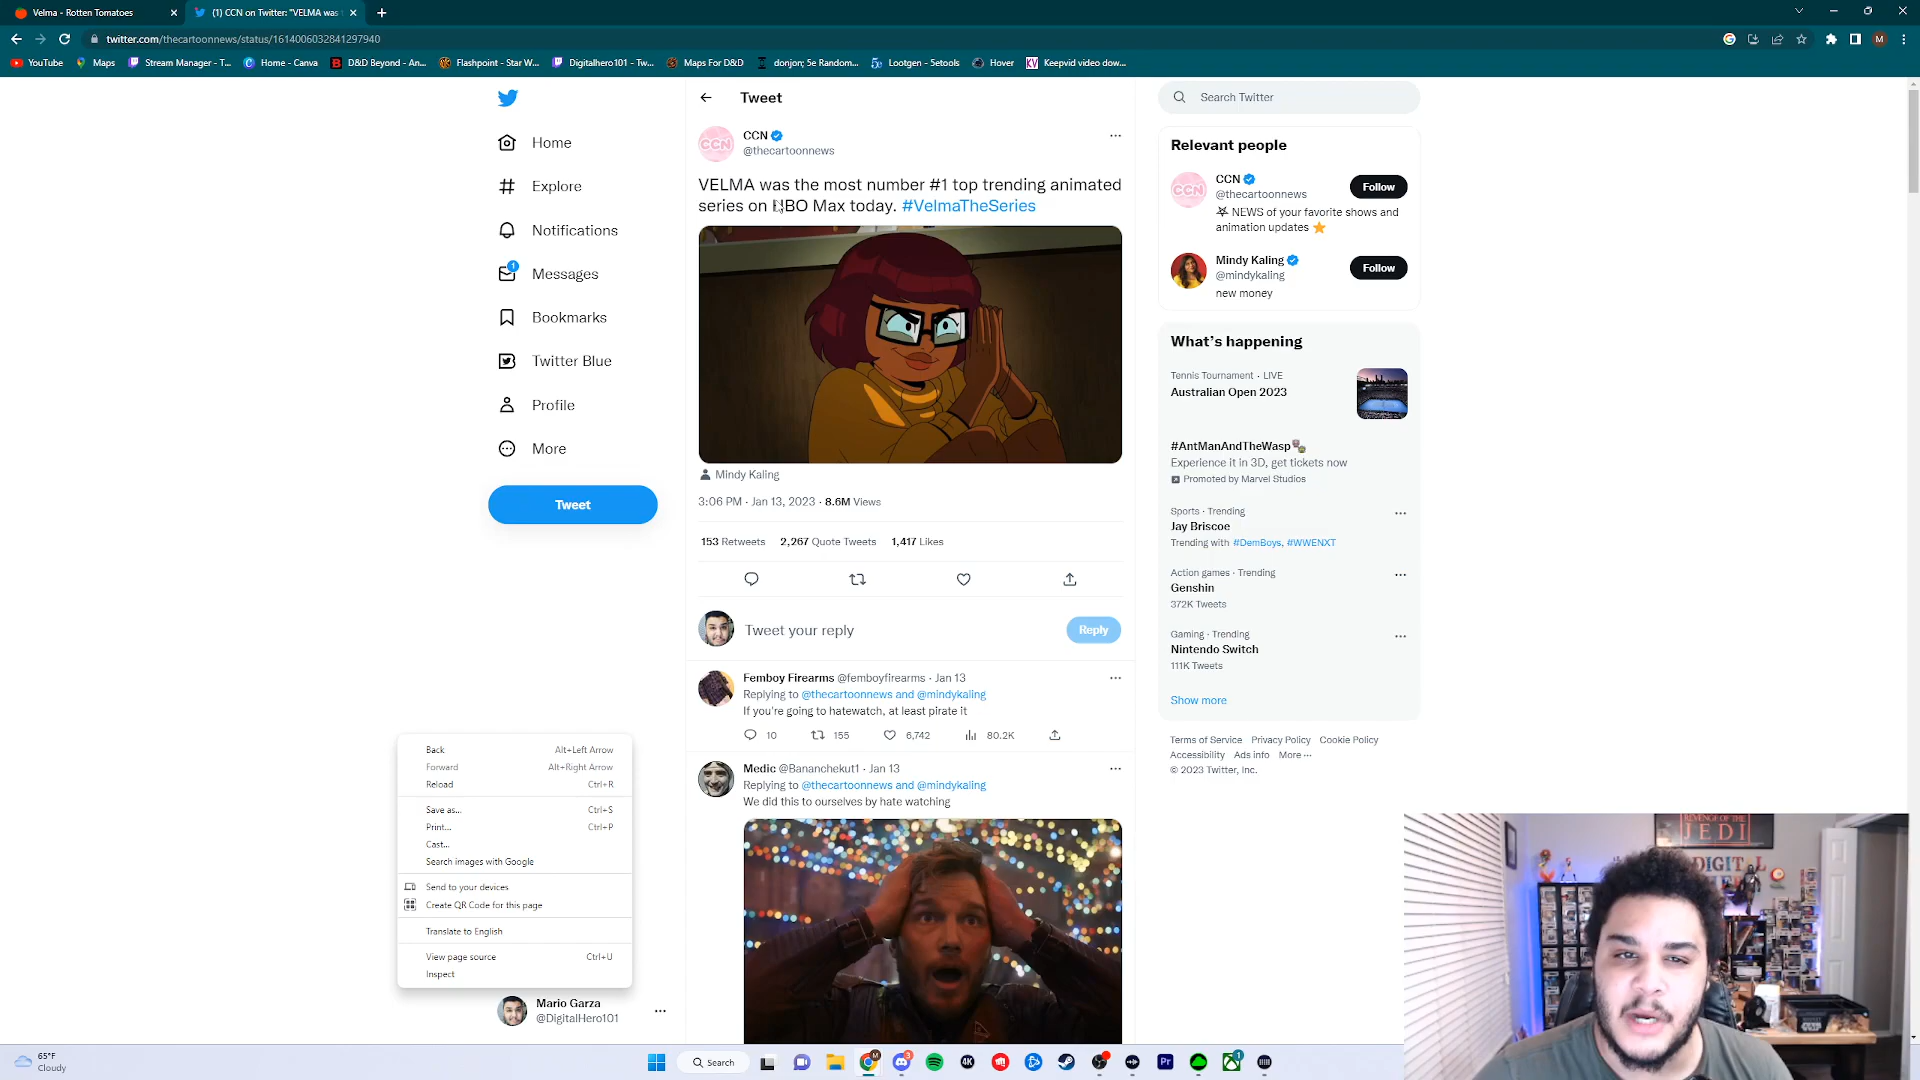 Velma - Rotten Tomatoes
(1) CCN on Twitter: "VELMA was
twitter.com/thecartoonnews/status/1614006032841297940
M
YouTube
Maps
Stream Manager - T...
Home - Canva
D&D Beyond - An...
Flashpoint - Star W...
Digitalhero101 - Tw...
Maps For D&D
donjon; 5e Random...
Lootgen - 5etools
Hover
KV Keepvid video dow...
Home
Explore
Notifications
1
Messages
Bookmarks
Twitter Blue
Profile
More
Tweet
Back Alt+Left Arrow
Forward Alt+Right Arrow
Reload Ctrl+R
Save as... Ctrl+S
Print... Ctrl+P
Cast...
Search images with Google
Send to your devices
Create QR Code for this page
Translate to English
View page source Ctrl+U
Inspect
Mario Garza
@DigitalHero101
Tweet
CCN
CCN
@thecartoonnews
VELMA was the most number #1 top trending animated
series on HBO Max today. #VelmaTheSeries
Mindy Kaling
3:06 PM · Jan 13, 2023 · 8.6M Views
153 Retweets 2,267 Quote Tweets 1,417 Likes
Tweet your reply
Reply
Femboy Firearms @femboyfirearms · Jan 13
Replying to @thecartoonnews and @mindykaling
If you're going to hatewatch, at least pirate it
10 155 6,742 80.2K
Medic @Bananchekut1 · Jan 13
Replying to @thecartoonnews and @mindykaling
We did this to ourselves by hate watching
Search Twitter
Relevant people
CCN
CCN
@thecartoonnews
Follow
NEWS of your favorite shows and
animation updates
Mindy Kaling
@mindykaling
Follow
new money
What's happening
Tennis Tournament · LIVE
Australian Open 2023
#AntManAndTheWasp
Experience it in 3D, get tickets now
Promoted by Marvel Studios
Sports · Trending
Jay Briscoe
Trending with #DemBoys, #WWENXT
Action games · Trending
Genshin
372K Tweets
Gaming · Trending
Nintendo Switch
111K Tweets
Show more
Terms of Service Privacy Policy Cookie Policy
Accessibility Ads info More ···
© 2023 Twitter, Inc.
REVENGE OF THE
JEDI
DIGITAL
65°F
Cloudy
Search
M
3
4K
Pr
1